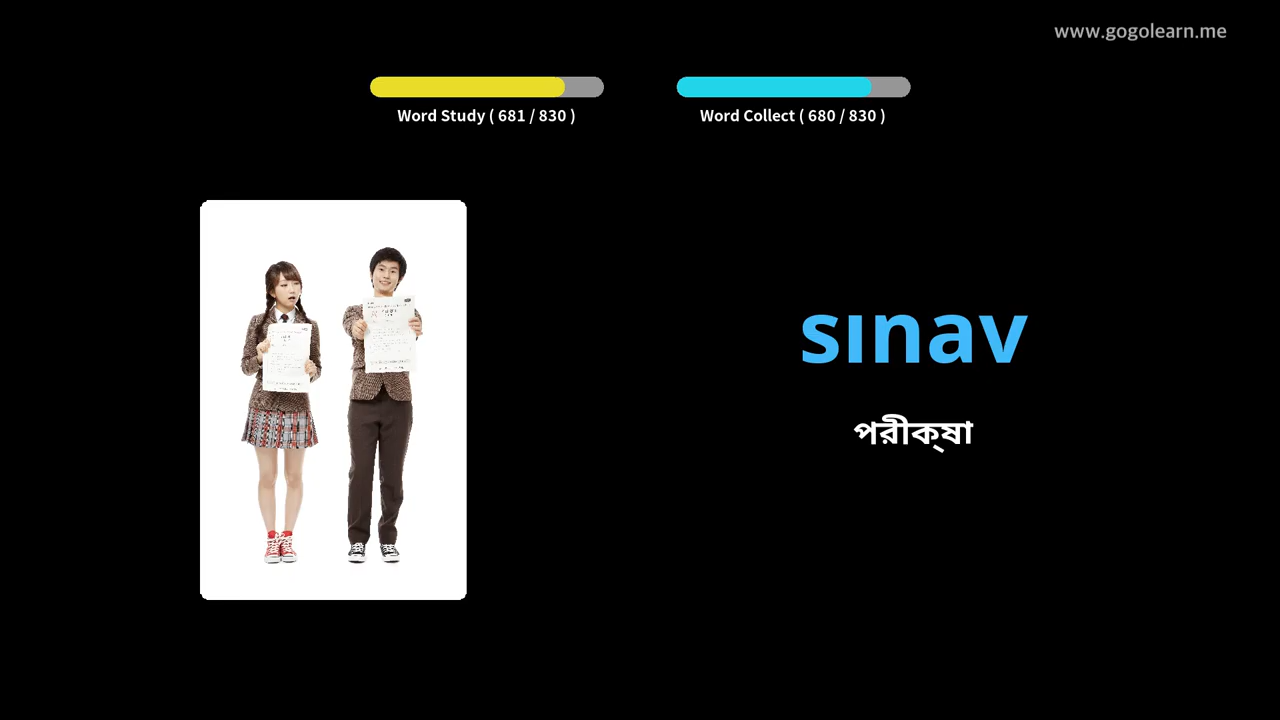 www.gogolearn.me
Word Study ( 681 / 830 )
Word Collect ( 680 / 830 )
sınav
পরীক্ষা